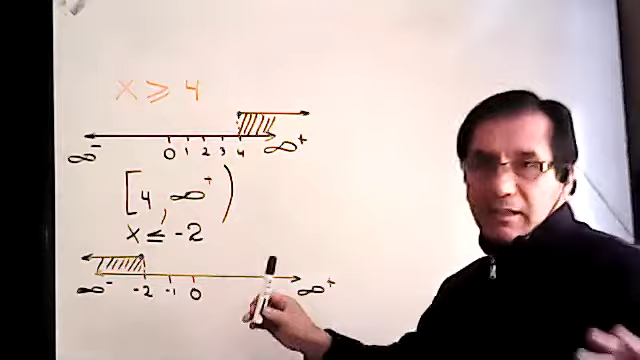 x ≥ 4
∞⁻ 0 1 2 3 4 ∞⁺
[4, ∞⁺)
x ≤ -2
∞⁻ -2 -1 0 ∞⁺